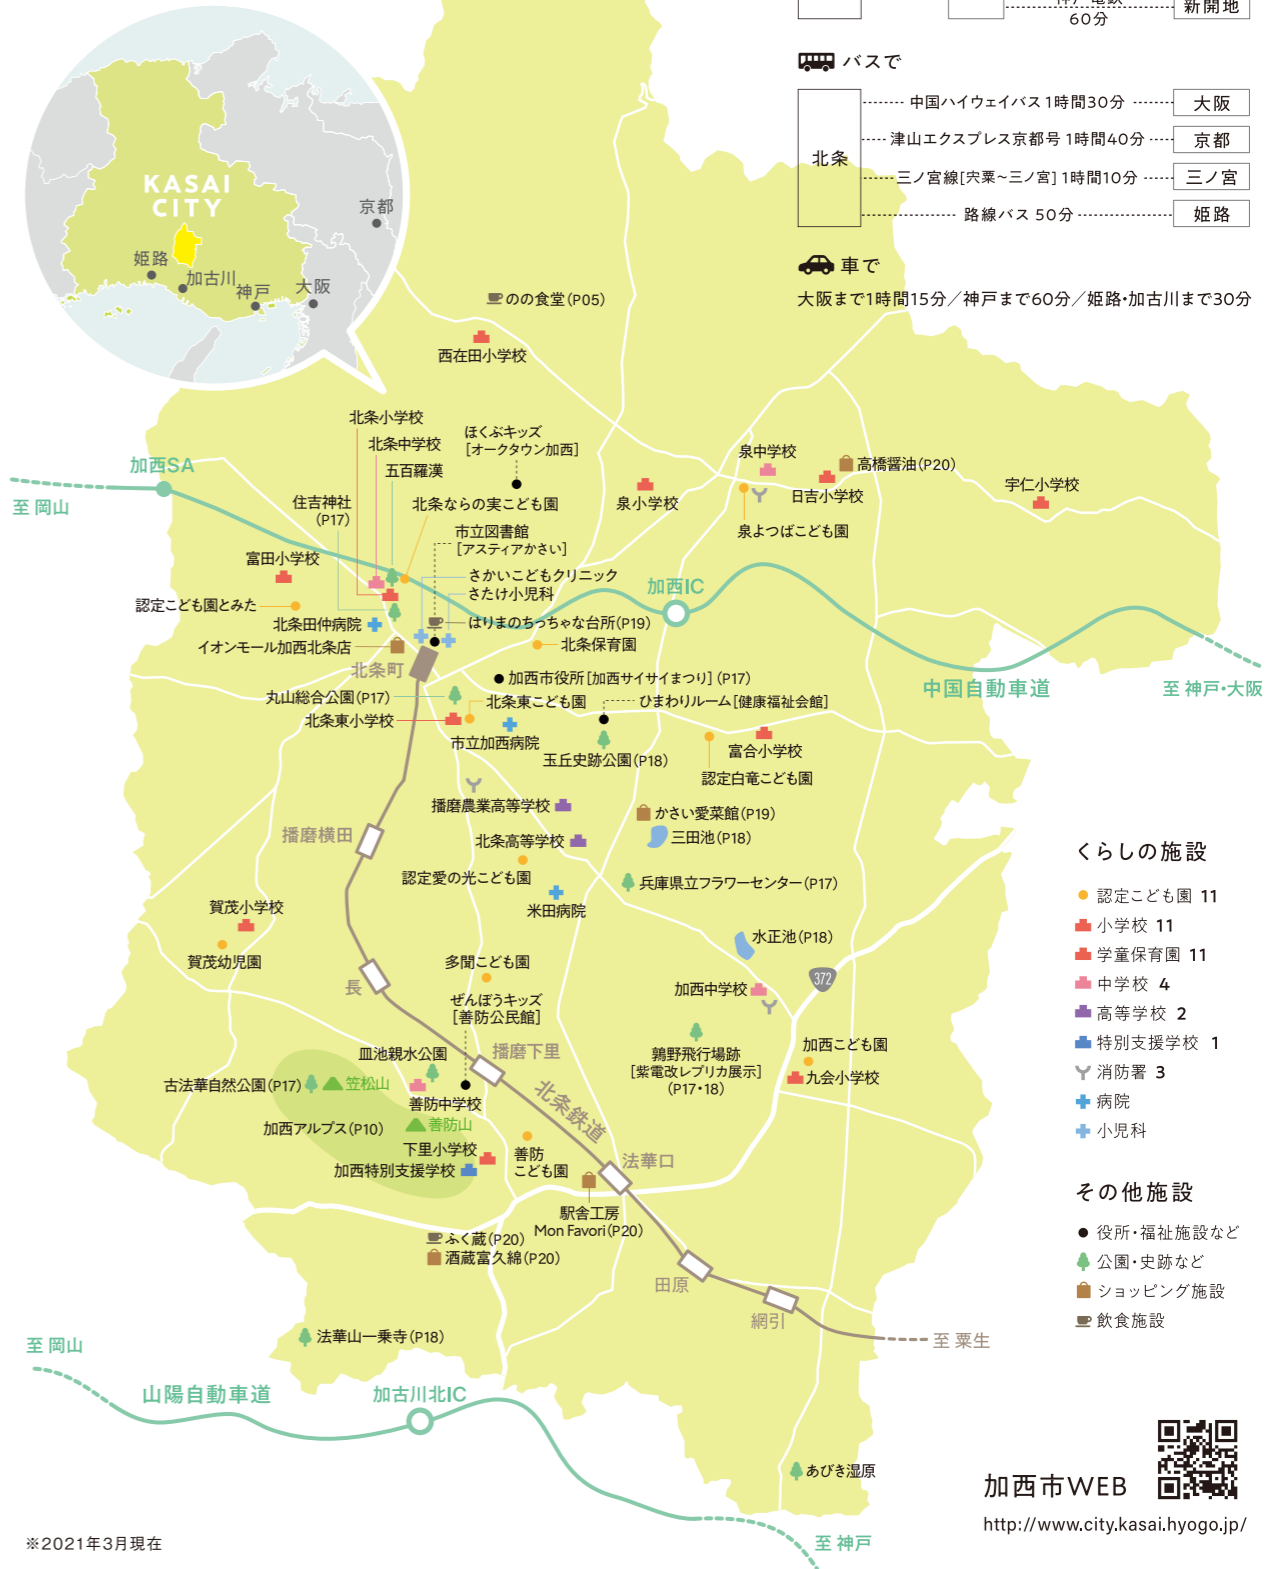 60分
新開地
バスで
北条
中国ハイウェイバス 1時間30分
大阪
津山エクスプレス京都号 1時間40分
京都
三ノ宮線[宍粟〜三ノ宮] 1時間10分
三ノ宮
路線バス 50分
姫路
車で
大阪まで1時間15分／神戸まで60分／姫路・加古川まで30分
KASAI
CITY
京都
姫路
加古川
神戸
大阪
のの食堂(P05)
西在田小学校
北条小学校
北条中学校
五百羅漢
ほくぶキッズ
[オークタウン加西]
加西SA
至 岡山
住吉神社
(P17)
北条ならの実こども園
市立図書館
[アスティアかさい]
泉小学校
泉中学校
高橋醤油(P20)
日吉小学校
泉よつばこども園
宇仁小学校
富田小学校
さかいこどもクリニック
さたけ小児科
加西IC
認定こども園とみた
北条田仲病院
はりまのちっちゃな台所(P19)
イオンモール加西北条店
北条保育園
北条町
加西市役所[加西サイサイまつり](P17)
中国自動車道
至 神戸・大阪
丸山総合公園(P17)
北条東こども園
ひまわりルーム[健康福祉会館]
北条東小学校
市立加西病院
玉丘史跡公園(P18)
富合小学校
認定白竜こども園
播磨農業高等学校
かさい愛菜館(P19)
播磨横田
北条高等学校
三田池(P18)
認定愛の光こども園
兵庫県立フラワーセンター(P17)
米田病院
賀茂小学校
賀茂幼児園
水正池(P18)
多聞こども園
長
加西中学校
372
ぜんぼうキッズ
[善防公民館]
播磨下里
皿池親水公園
鶉野飛行場跡
[紫電改レプリカ展示]
(P17・18)
加西こども園
九会小学校
古法華自然公園(P17)
笠松山
善防中学校
北条鉄道
加西アルプス(P10)
善防山
下里小学校
加西特別支援学校
善防
こども園
法華口
駅舎工房
Mon Favori(P20)
ふく蔵(P20)
酒蔵富久錦(P20)
田原
網引
至 粟生
法華山一乗寺(P18)
至 岡山
山陽自動車道
加古川北IC
あびき湿原
至 神戸
くらしの施設
認定こども園 11
小学校 11
学童保育園 11
中学校 4
高等学校 2
特別支援学校 1
消防署 3
病院
小児科
その他施設
役所・福祉施設など
公園・史跡など
ショッピング施設
飲食施設
加西市WEB
http://www.city.kasai.hyogo.jp/
※2021年3月現在